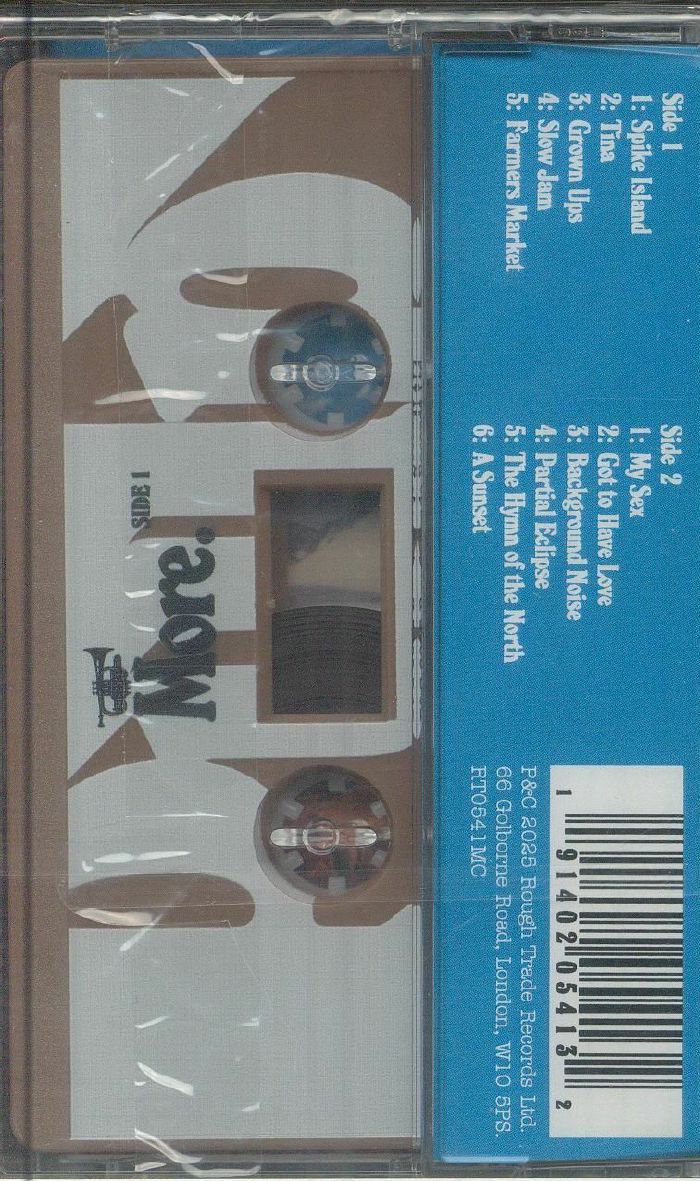 Side 1
1: Spike Island
2: Tina
3: Grown Ups
4: Slow Jam
5: Farmers Market
Side 2
1: My Sex
2: Got to Have Love
3: Background Noise
4: Partial Eclipse
5: The Hymn of the North
6: A Sunset
1 91402 05413 2
P&C 2025 Rough Trade Records Ltd.
66 Golborne Road, London, W10 5PS.
RT0541MC
SIDE 1
More.